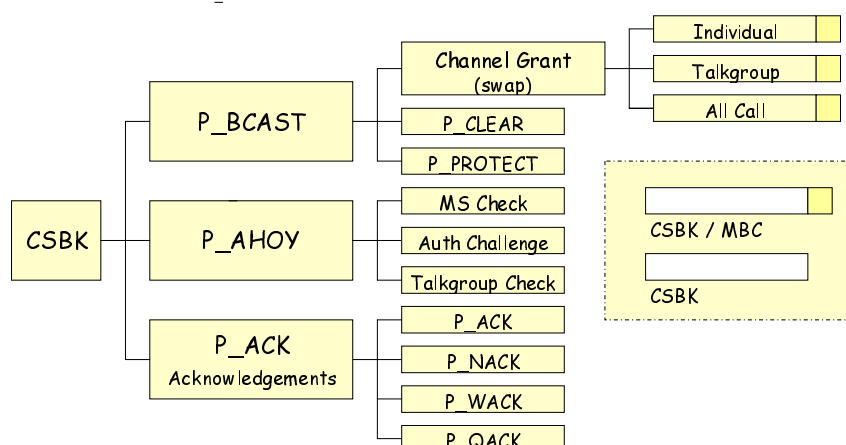 Individual
Channel Grant
(swap)
Talkgroup
All Call
P_BCAST
P_CLEAR
P_PROTECT
MS Check
CSBK / MBC
CSBK
P_AHOY
Auth Challenge
Talkgroup Check
CSBK
P_ACK
P_ACK
Acknowledgements
P_NACK
P_WACK
P_QACK